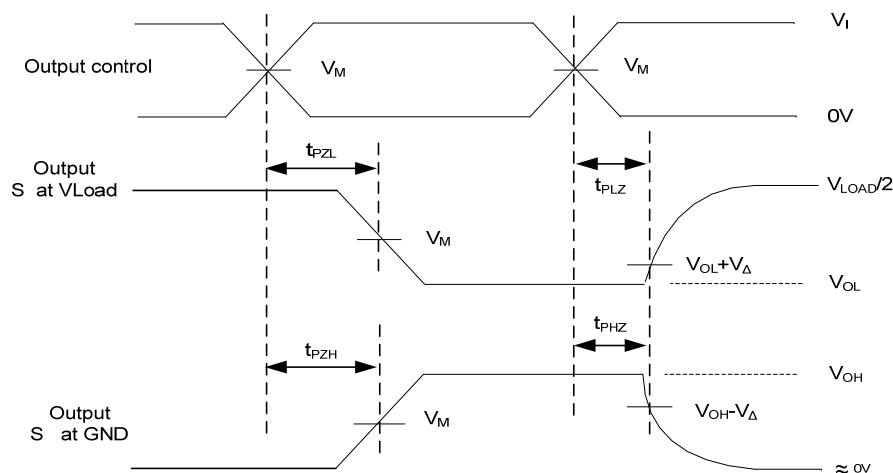 V_I
Output control
V_M
V_M
0V
Output
S at VLoad
t_PZL
t_PLZ
V_LOAD/2
V_M
V_OL+V_Δ
V_OL
t_PZH
t_PHZ
V_OH
Output
S at GND
V_M
V_OH-V_Δ
≈ 0V